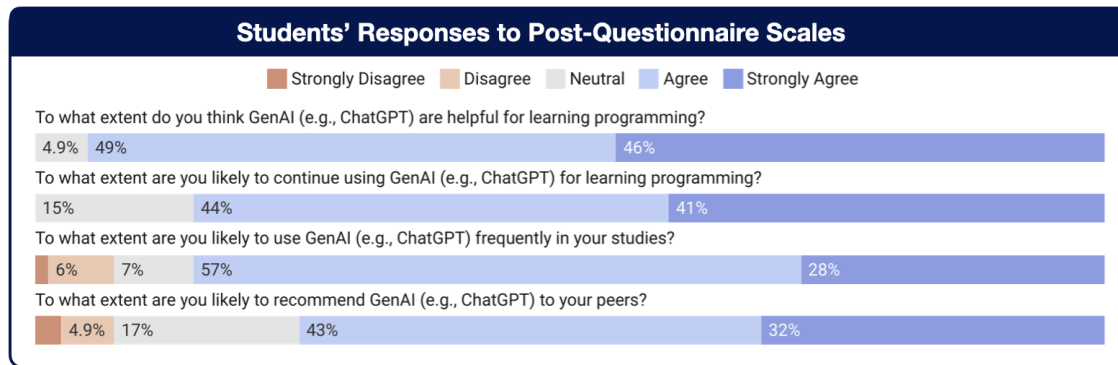 Students’ Responses to Post-Questionnaire Scales
Strongly Disagree Disagree Neutral Agree Strongly Agree
To what extent do you think GenAI (e.g., ChatGPT) are helpful for learning programming?
4.9% 49% 46%
To what extent are you likely to continue using GenAI (e.g., ChatGPT) for learning programming?
15% 44% 41%
To what extent are you likely to use GenAI (e.g., ChatGPT) frequently in your studies?
6% 7% 57% 28%
To what extent are you likely to recommend GenAI (e.g., ChatGPT) to your peers?
4.9% 17% 43% 32%